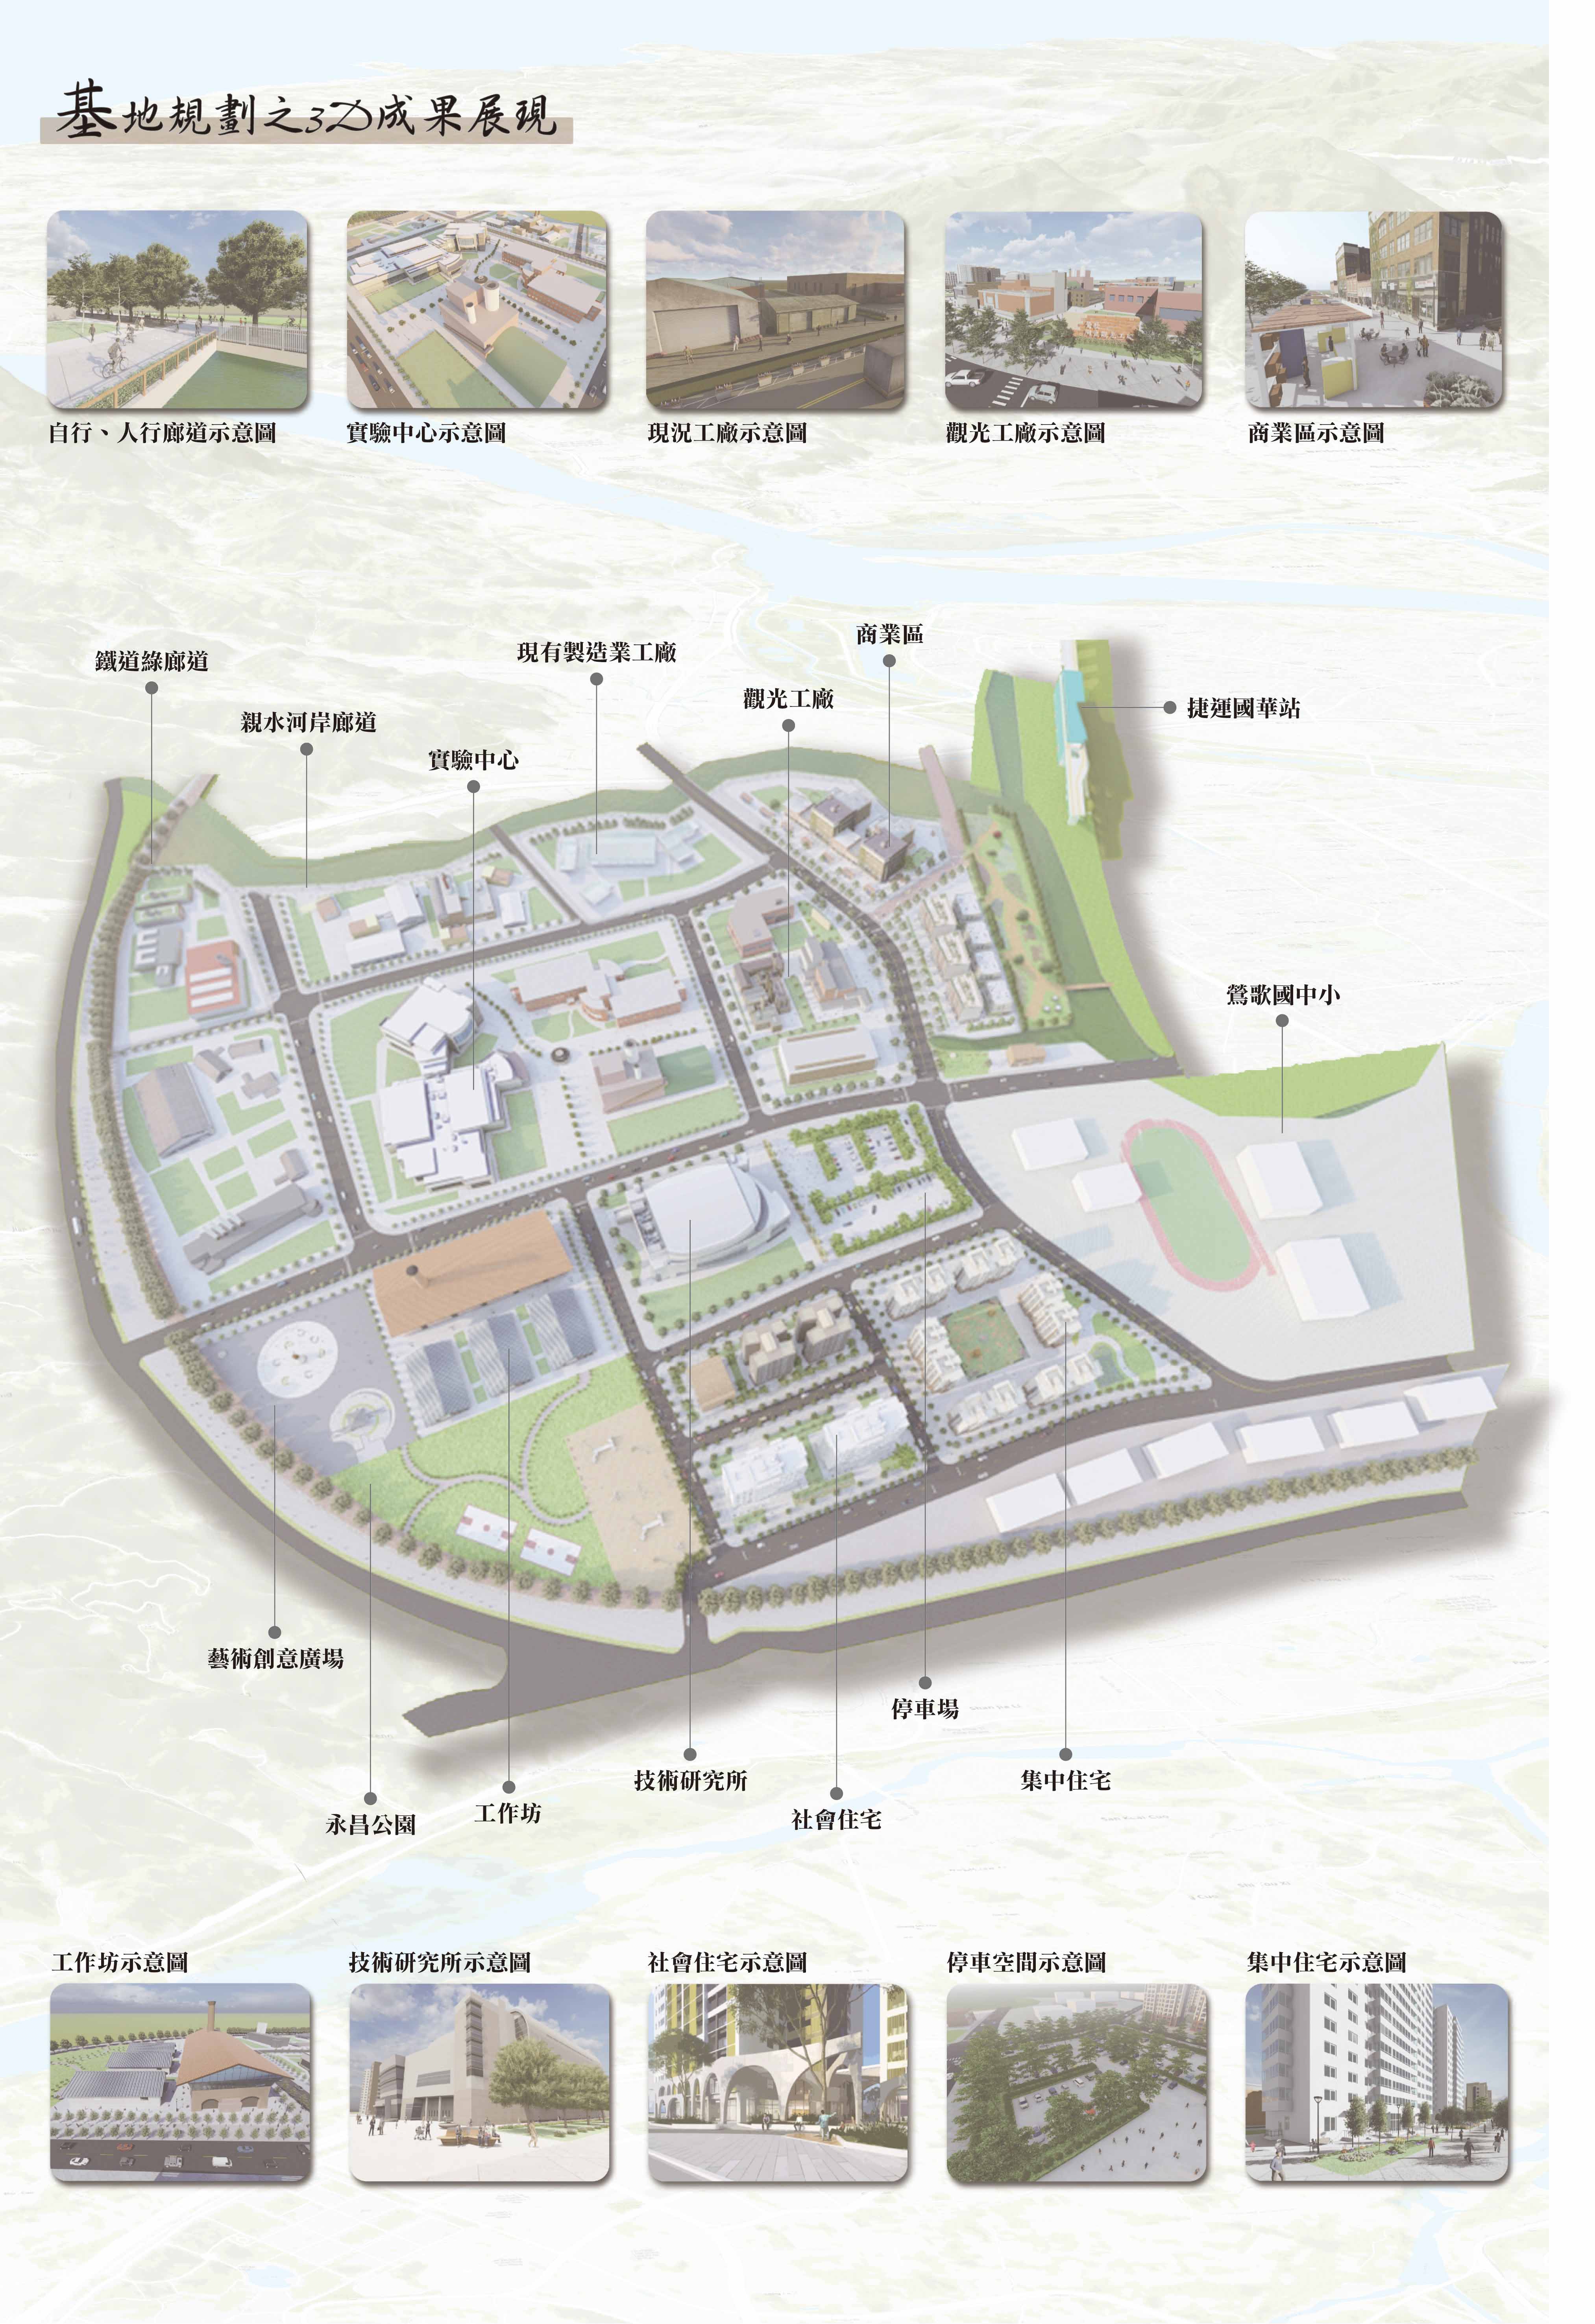 基地規劃之3D成果展現
自行、人行廊道示意圖
實驗中心示意圖
現況工廠示意圖
觀光工廠示意圖
商業區示意圖
商業區
現有製造業工廠
鐵道綠廊道
觀光工廠
捷運國華站
親水河岸廊道
實驗中心
鶯歌國中小
藝術創意廣場
停車場
技術研究所
集中住宅
工作坊
社會住宅
永昌公園
工作坊示意圖
技術研究所示意圖
社會住宅示意圖
停車空間示意圖
集中住宅示意圖